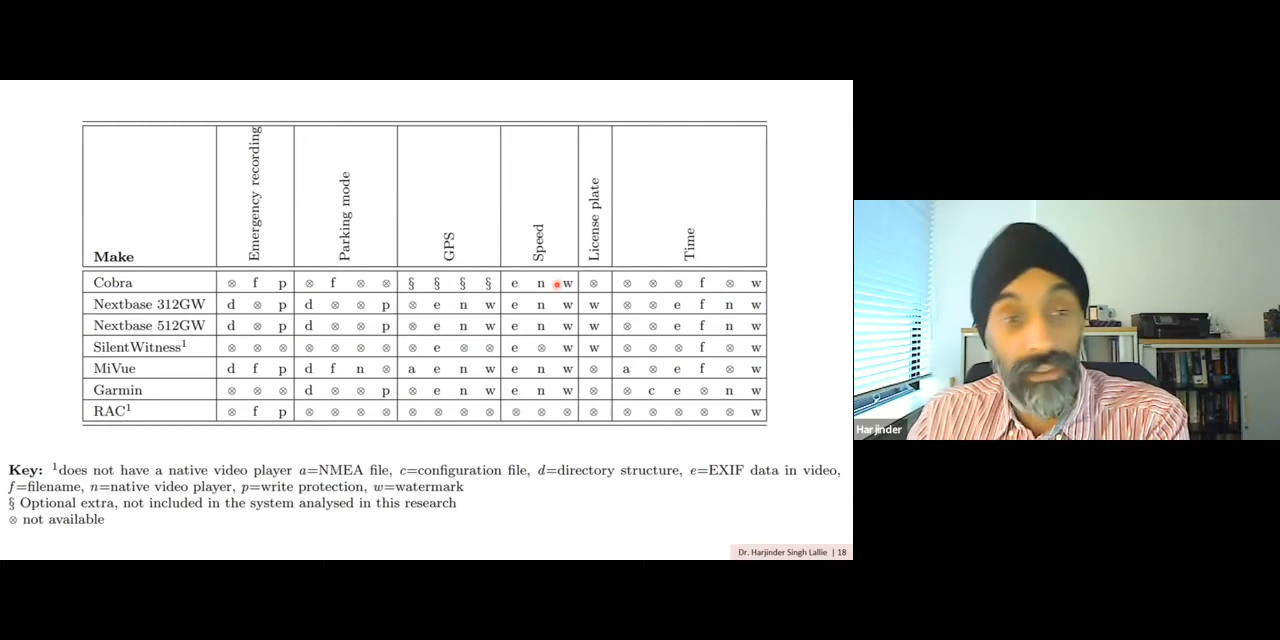 Make Emergency recording Parking mode GPS Speed License plate Time
Cobra ⊗ f p ⊗ f ⊗ ⊗ § § § § e n w ⊗ ⊗ ⊗ ⊗ f ⊗ w
Nextbase 312GW d ⊗ p d ⊗ ⊗ p ⊗ e n w e n w w ⊗ ⊗ e f n w
Nextbase 512GW d ⊗ p d ⊗ ⊗ p ⊗ e n w e n w w ⊗ ⊗ e f n w
SilentWitness¹ ⊗ ⊗ ⊗ ⊗ ⊗ ⊗ ⊗ ⊗ e ⊗ ⊗ e ⊗ w w ⊗ ⊗ ⊗ f ⊗ w
MiVue d f p d f n ⊗ a e n w e n w ⊗ a ⊗ e f ⊗ w
Garmin ⊗ ⊗ ⊗ d ⊗ ⊗ p ⊗ e n w e n w ⊗ ⊗ c e ⊗ n w
RAC¹ ⊗ f p ⊗ ⊗ ⊗ ⊗ ⊗ ⊗ ⊗ ⊗ ⊗ ⊗ ⊗ ⊗ ⊗ ⊗ ⊗ ⊗ ⊗ w
Key: ¹does not have a native video player a=NMEA file, c=configuration file, d=directory structure, e=EXIF data in video,
f=filename, n=native video player, p=write protection, w=watermark
§ Optional extra, not included in the system analysed in this research
⊗ not available
Dr. Harjinder Singh Lallie | 18
Harjinder